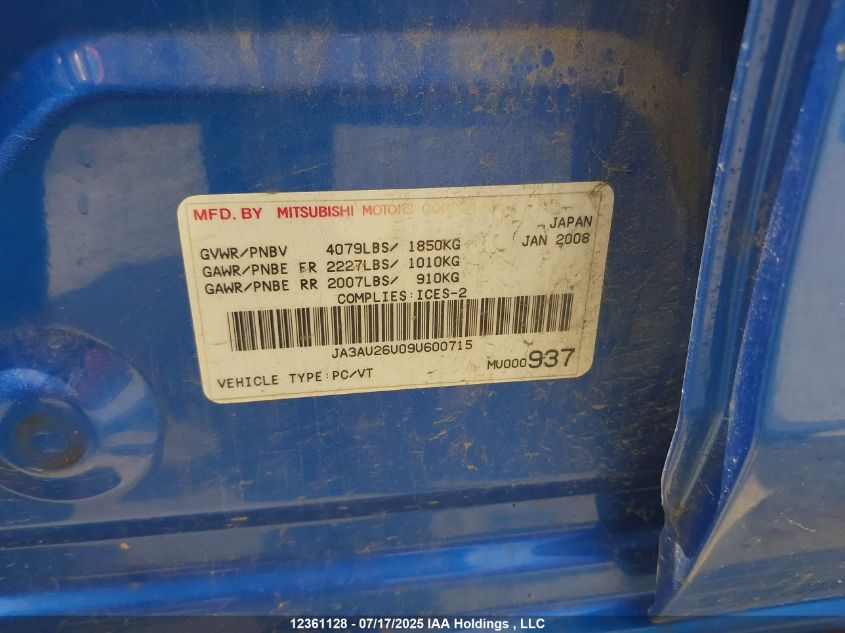 MFD. BY MITSUBISHI MOTORS CORPORATION
JAPAN
GVWR/PNBV 4079LBS/ 1850KG JAN 2008
GAWR/PNBE FR 2227LBS/ 1010KG
GAWR/PNBE RR 2007LBS/ 910KG
COMPLIES:ICES-2
JA3AU26U09U600715
VEHICLE TYPE:PC/VT MU000937
12361128 - 07/17/2025 IAA Holdings, LLC